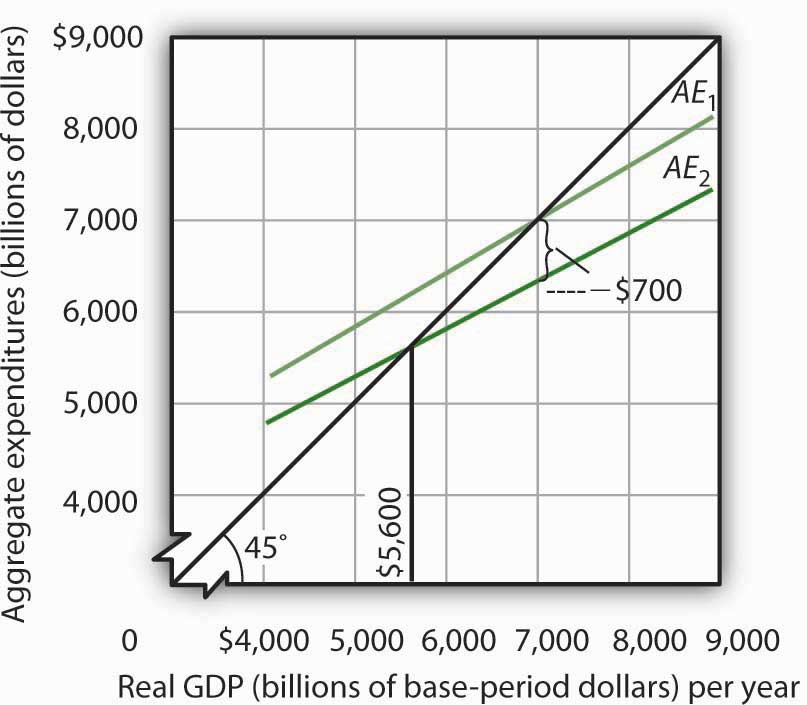 Aggregate expenditures (billions of dollars)
$9,000
8,000
7,000
6,000
5,000
4,000
AE1
AE2
– $700
45°
$5,600
0 $4,000 5,000 6,000 7,000 8,000 9,000
Real GDP (billions of base-period dollars) per year